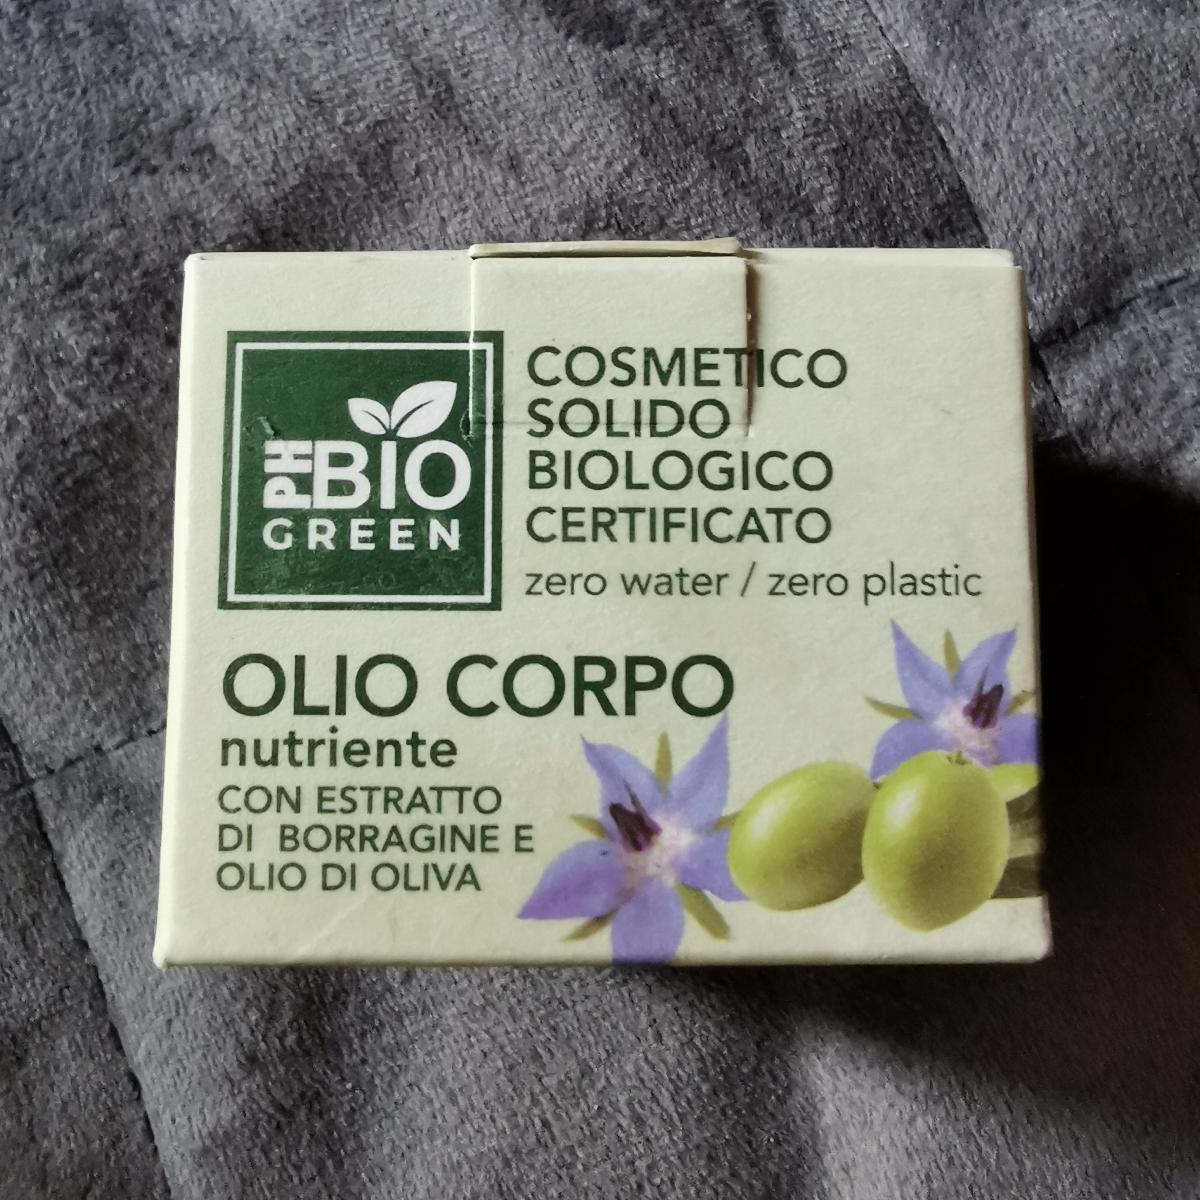 PH BIO
GREEN
COSMETICO
SOLIDO
BIOLOGICO
CERTIFICATO
zero water / zero plastic
OLIO CORPO
nutriente
CON ESTRATTO
DI BORRAGINE E
OLIO DI OLIVA